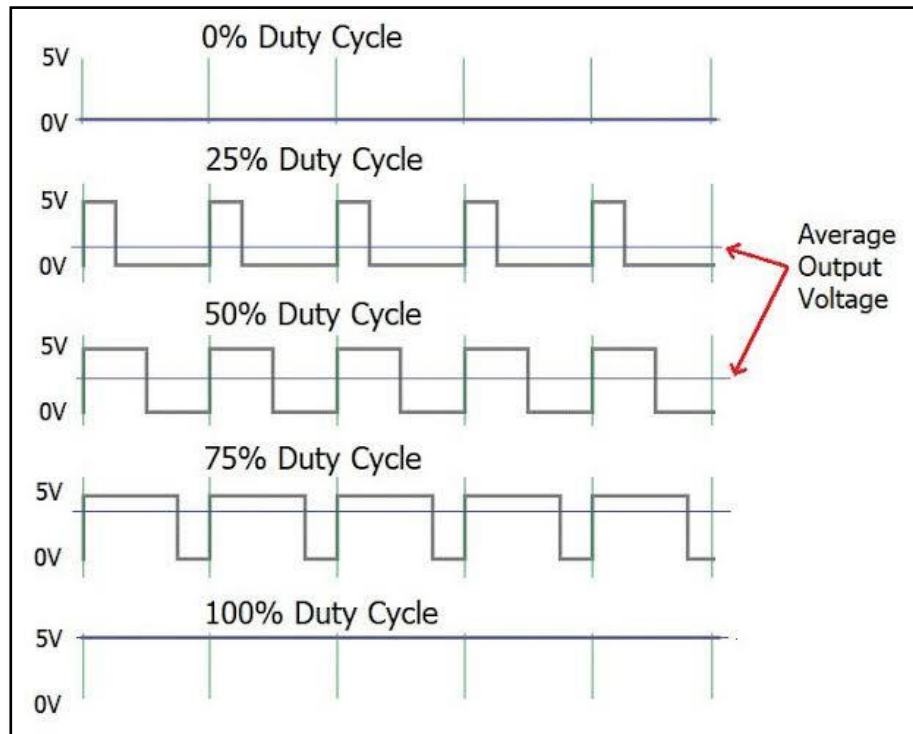 0% Duty Cycle
5V
0V
25% Duty Cycle
5V
0V
Average
Output
Voltage
50% Duty Cycle
5V
0V
75% Duty Cycle
5V
0V
100% Duty Cycle
5V
0V